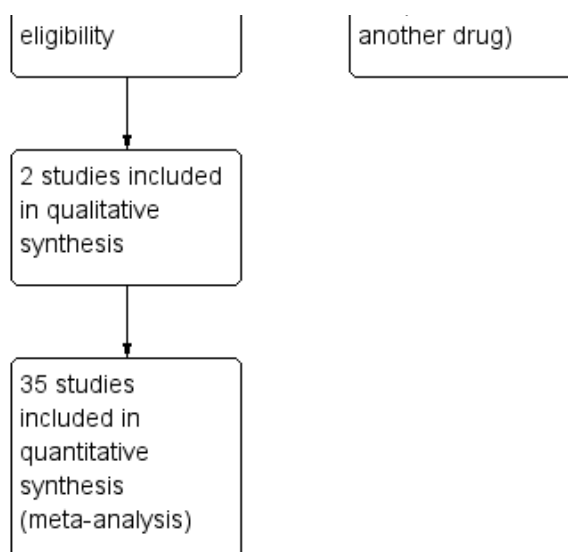 eligibility
another drug)
2 studies included
in qualitative
synthesis
35 studies
included in
quantitative
synthesis
(meta-analysis)